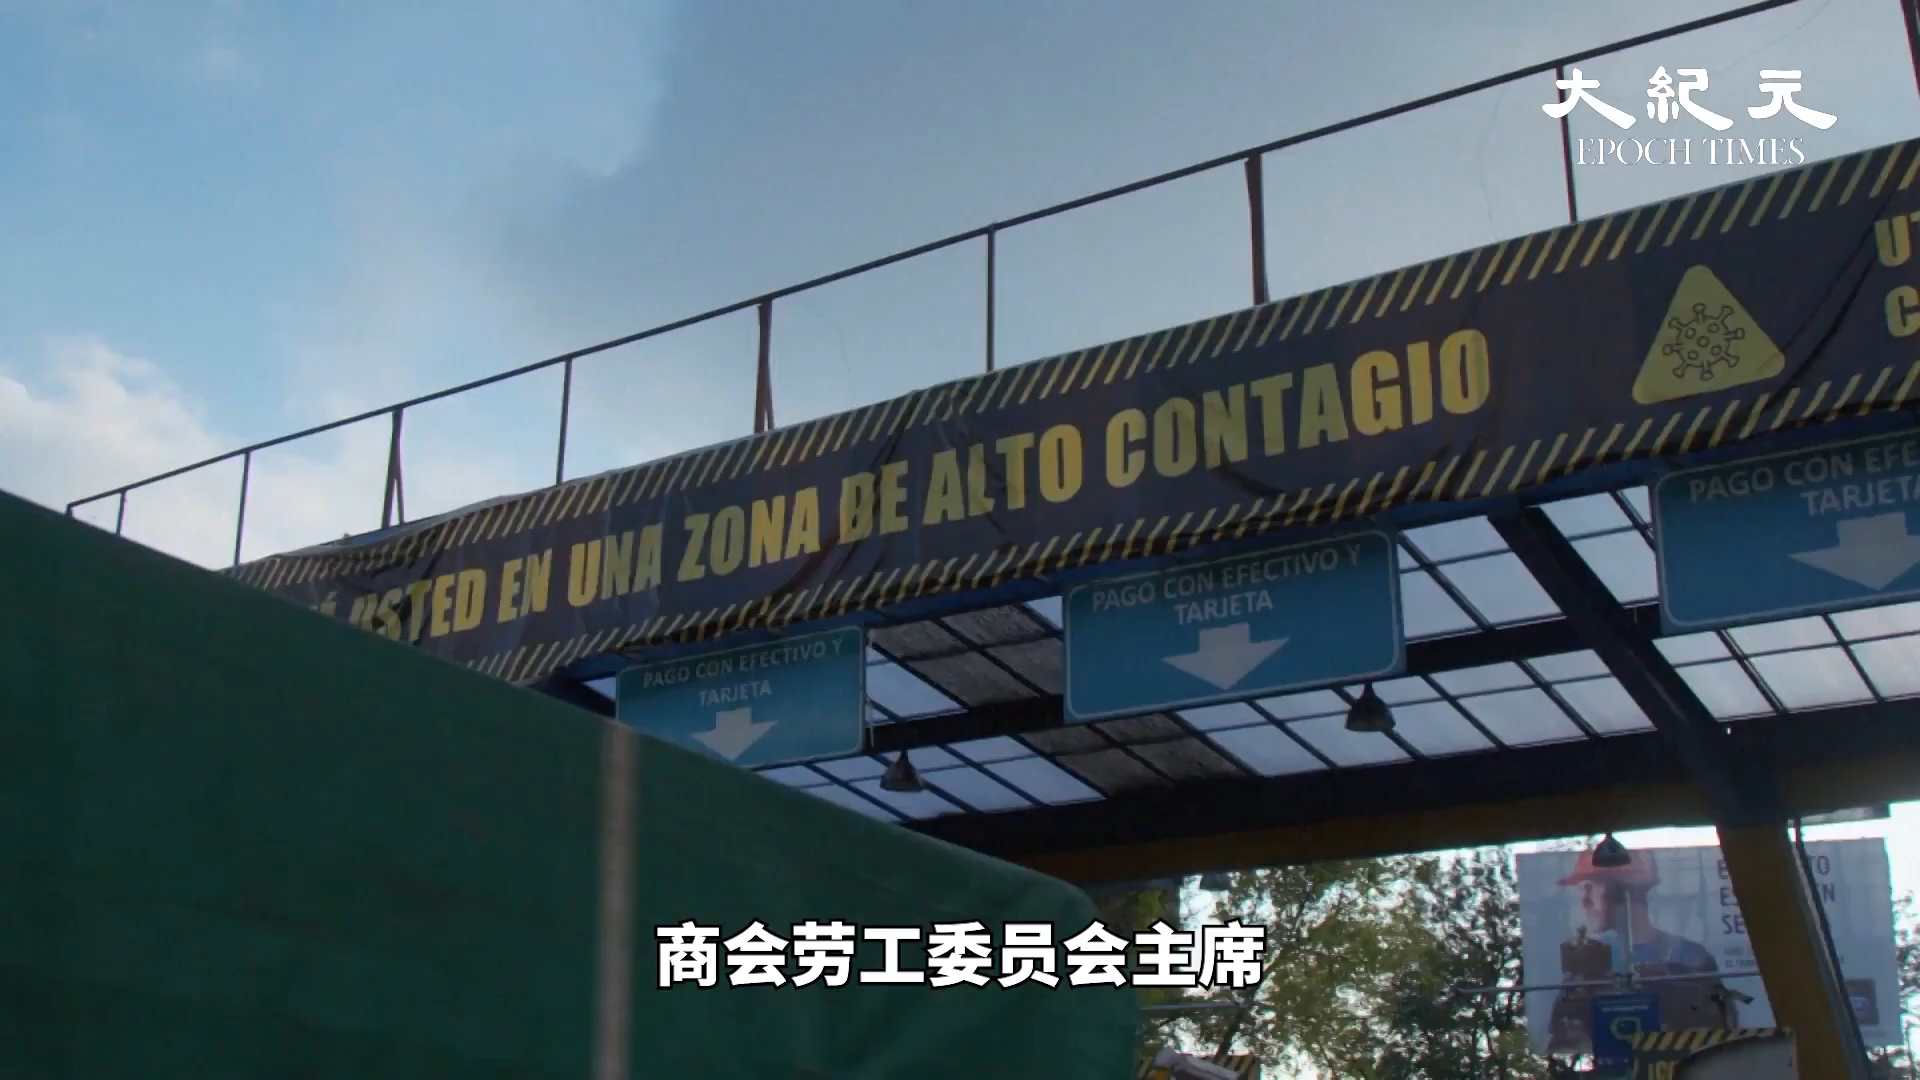 大紀元
EPOCH TIMES
USTED EN UNA ZONA DE ALTO CONTAGIO
PAGO CON EFECTIVO Y
TARJETA
PAGO CON EFECTIVO Y
TARJETA
PAGO CON
TARJETA
商会劳工委员会主席